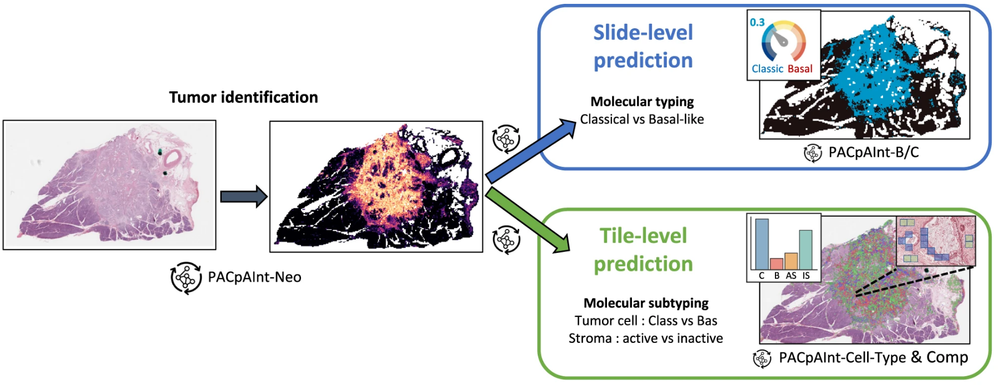 Tumor identification
PACpAInt-Neo
Slide-level
prediction
Molecular typing
Classical vs Basal-like
0.3
Classic Basal
PACpAInt-B/C
Tile-level
prediction
Molecular subtyping
Tumor cell : Class vs Bas
Stroma : active vs inactive
C B AS IS
PACpAInt-Cell-Type & Comp